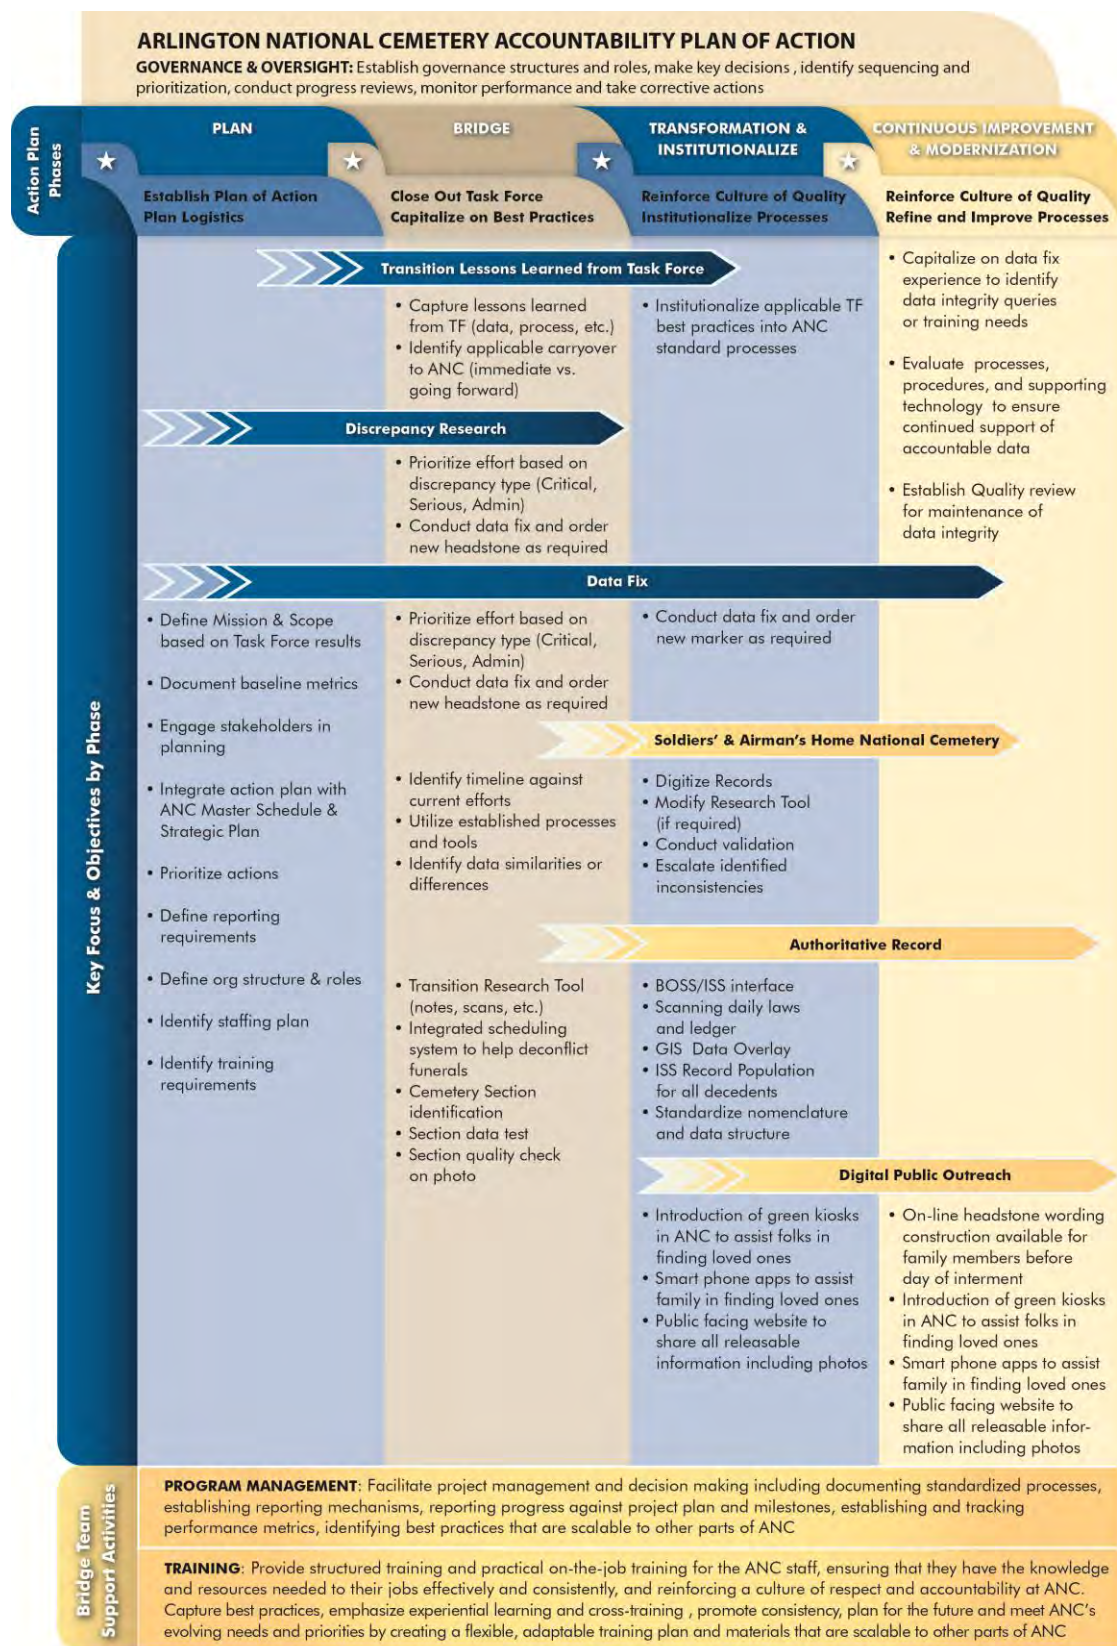 ARLINGTON NATIONAL CEMETERY ACCOUNTABILITY PLAN OF ACTION
GOVERNANCE & OVERSIGHT: Establish governance structures and roles, make key decisions , identify sequencing and
prioritization, conduct progress reviews, monitor performance and take corrective actions
Action Plan
Phases
PLAN
Establish Plan of Action
Plan Logistics
BRIDGE
Close Out Task Force
Capitalize on Best Practices
TRANSFORMATION &
INSTITUTIONALIZE
Reinforce Culture of Quality
Institutionalize Processes
CONTINUOUS IMPROVEMENT
& MODERNIZATION
Reinforce Culture of Quality
Refine and Improve Processes
Key Focus & Objectives by Phase
Transition Lessons Learned from Task Force
• Capture lessons learned
from TF (data, process, etc.)
• Identify applicable carryover
to ANC (immediate vs.
going forward)
• Institutionalize applicable TF
best practices into ANC
standard processes
• Capitalize on data fix
experience to identify
data integrity queries
or training needs
• Evaluate processes,
procedures, and supporting
technology to ensure
continued support of
accountable data
• Establish Quality review
for maintenance of
data integrity
Discrepancy Research
• Prioritize effort based on
discrepancy type (Critical,
Serious, Admin)
• Conduct data fix and order
new headstone as required
Data Fix
• Define Mission & Scope
based on Task Force results
• Document baseline metrics
• Engage stakeholders in
planning
• Integrate action plan with
ANC Master Schedule &
Strategic Plan
• Prioritize actions
• Define reporting
requirements
• Define org structure & roles
• Identify staffing plan
• Identify training
requirements
• Prioritize effort based on
discrepancy type (Critical,
Serious, Admin)
• Conduct data fix and order
new headstone as required
• Conduct data fix and order
new marker as required
Soldiers' & Airman's Home National Cemetery
• Identify timeline against
current efforts
• Utilize established processes
and tools
• Identify data similarities or
differences
• Digitize Records
• Modify Research Tool
(if required)
• Conduct validation
• Escalate identified
inconsistencies
Authoritative Record
• Transition Research Tool
(notes, scans, etc.)
• Integrated scheduling
system to help deconflict
funerals
• Cemetery Section
identification
• Section data test
• Section quality check
on photo
• BOSS/ISS interface
• Scanning daily laws
and ledger
• GIS Data Overlay
• ISS Record Population
for all decedents
• Standardize nomenclature
and data structure
Digital Public Outreach
• Introduction of green kiosks
in ANC to assist folks in
finding loved ones
• Smart phone apps to assist
family in finding loved ones
• Public facing website to
share all releasable
information including photos
• On-line headstone wording
construction available for
family members before
day of interment
• Introduction of green kiosks
in ANC to assist folks in
finding loved ones
• Smart phone apps to assist
family in finding loved ones
• Public facing website to
share all releasable infor-
mation including photos
Bridge Team
Support Activities
PROGRAM MANAGEMENT: Facilitate project management and decision making including documenting standardized processes,
establishing reporting mechanisms, reporting progress against project plan and milestones, establishing and tracking
performance metrics, identifying best practices that are scalable to other parts of ANC
TRAINING: Provide structured training and practical on-the-job training for the ANC staff, ensuring that they have the knowledge
and resources needed to their jobs effectively and consistently, and reinforcing a culture of respect and accountability at ANC.
Capture best practices, emphasize experiential learning and cross-training , promote consistency, plan for the future and meet ANC's
evolving needs and priorities by creating a flexible, adaptable training plan and materials that are scalable to other parts of ANC